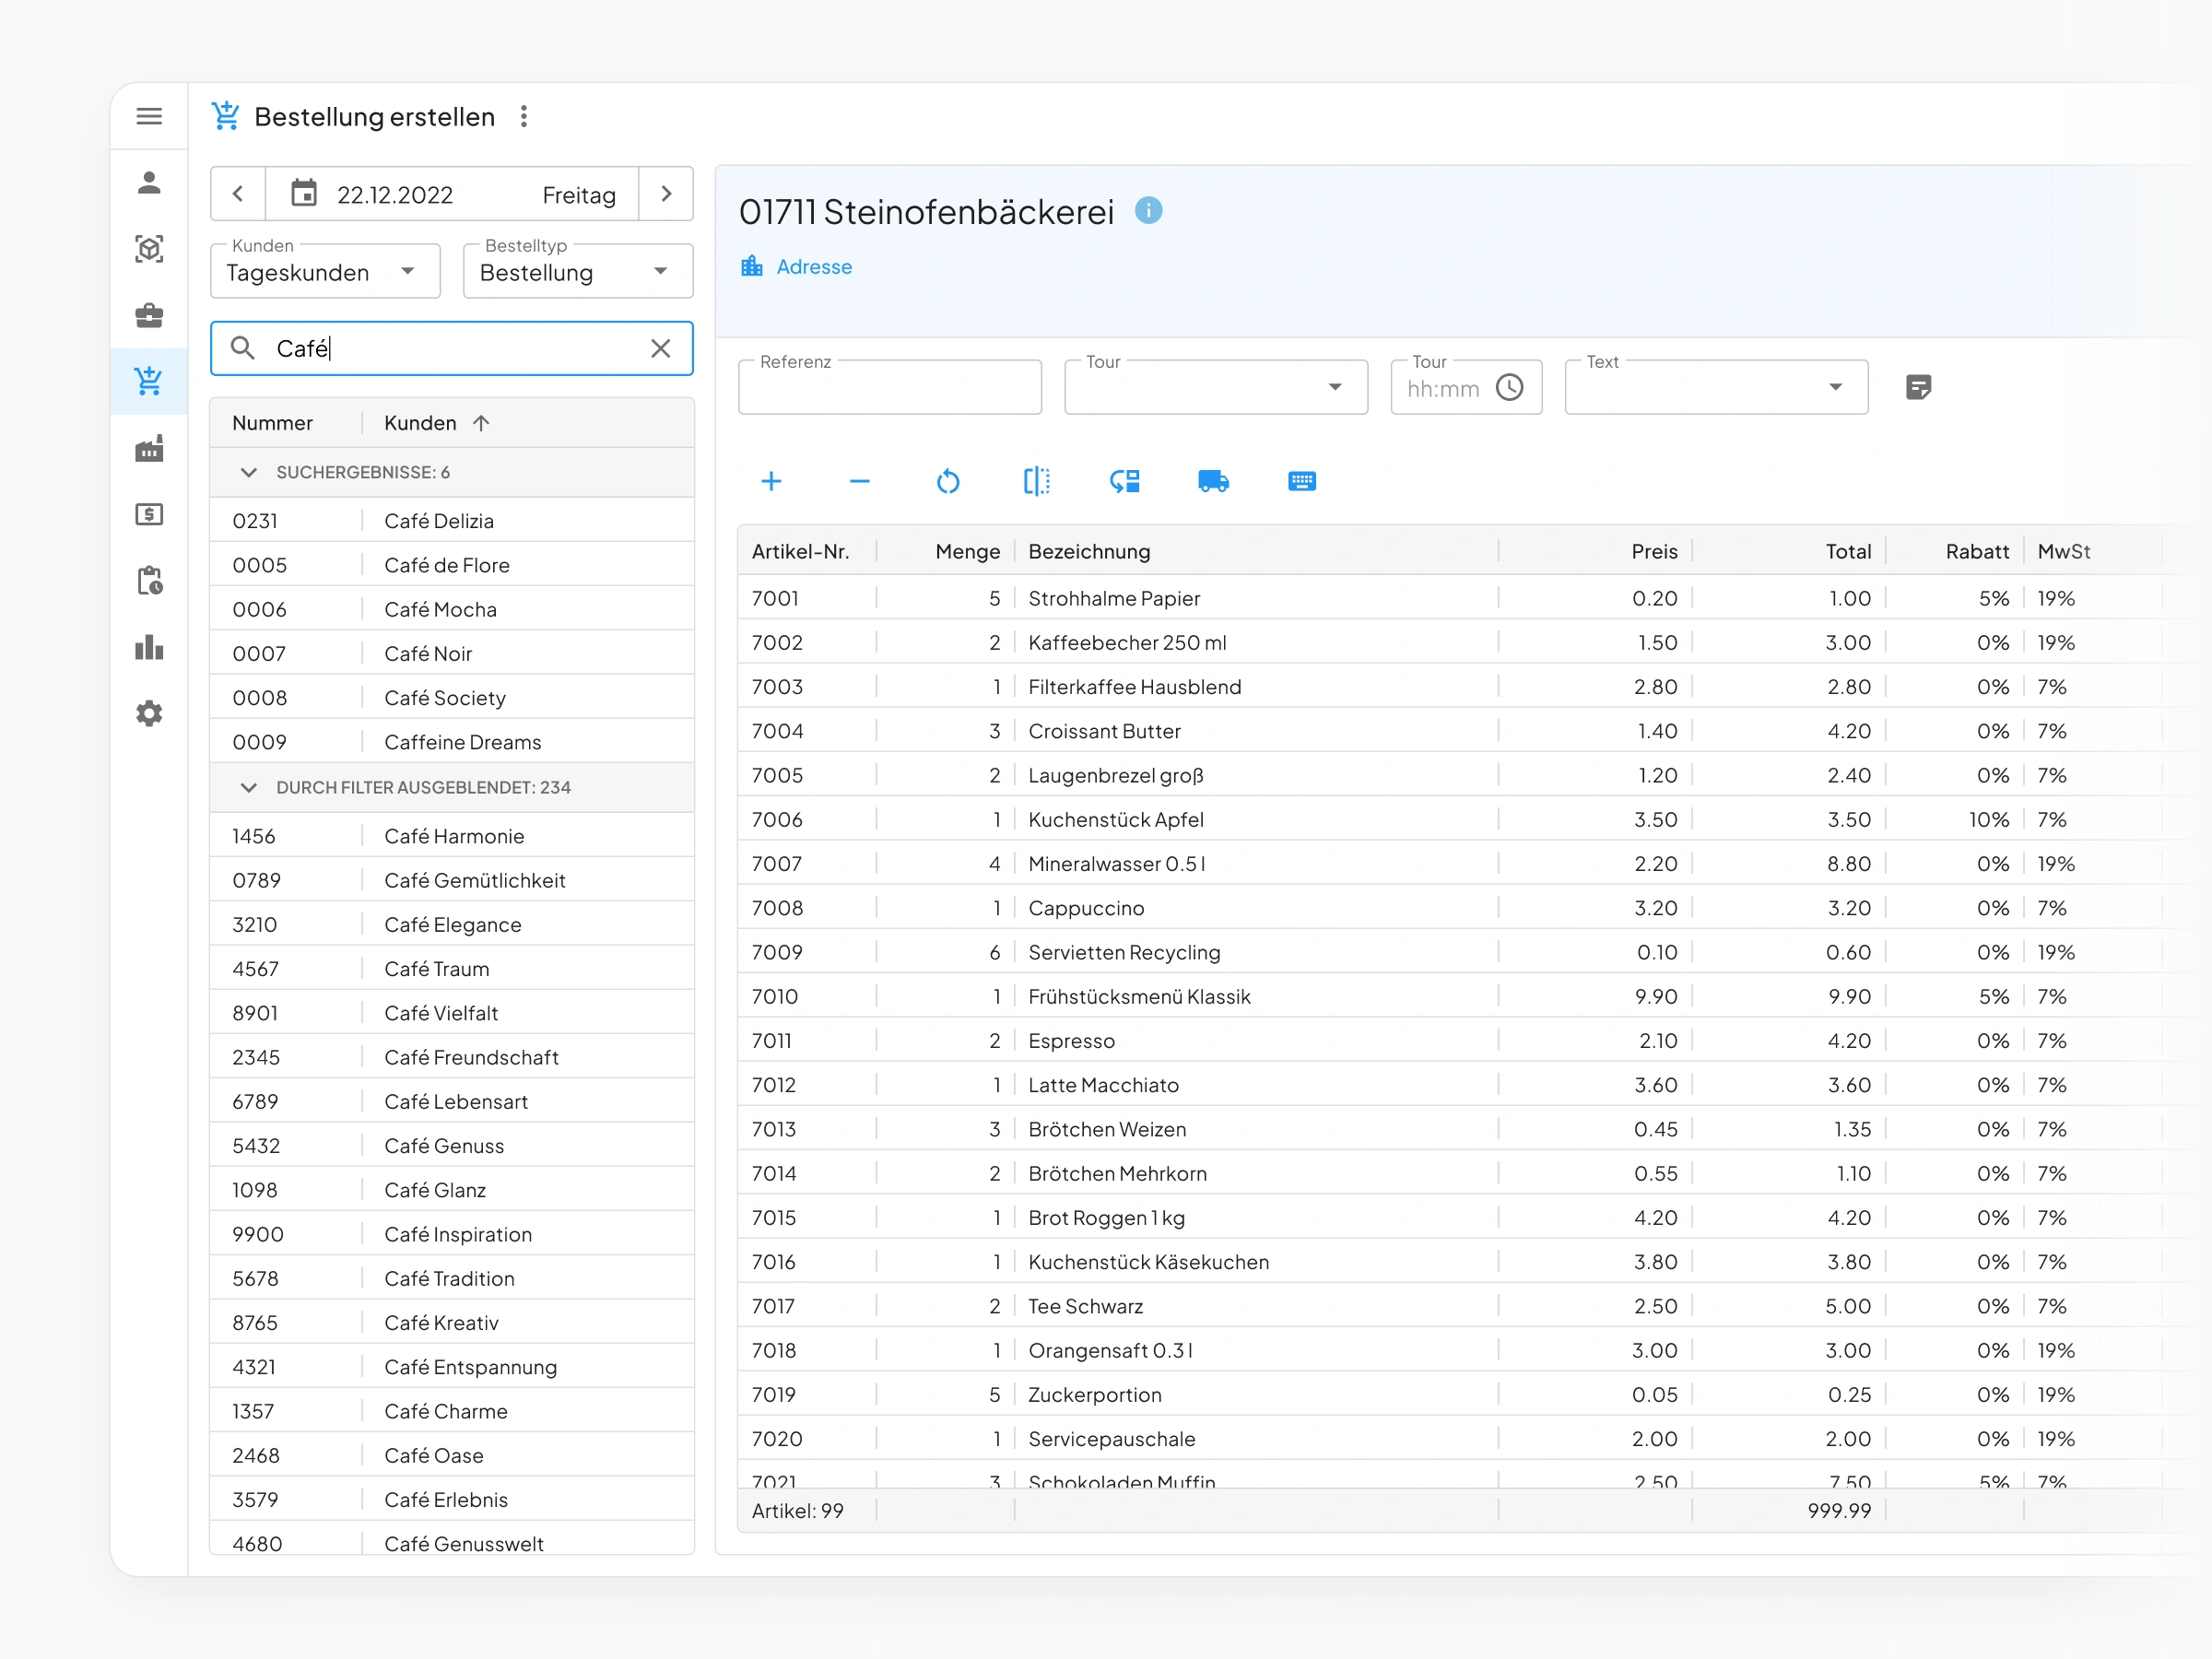 Bestellung erstellen
22.12.2022 Freitag
Kunden
Tageskunden
Bestelltyp
Bestellung
Café
Nummer Kunden
SUCHERGEBNISSE: 6
0231 Café Delizia
0005 Café de Flore
0006 Café Mocha
0007 Café Noir
0008 Café Society
0009 Caffeine Dreams
DURCH FILTER AUSGEBLENDET: 234
1456 Café Harmonie
0789 Café Gemütlichkeit
3210 Café Elegance
4567 Café Traum
8901 Café Vielfalt
2345 Café Freundschaft
6789 Café Lebensart
5432 Café Genuss
1098 Café Glanz
9900 Café Inspiration
5678 Café Tradition
8765 Café Kreativ
4321 Café Entspannung
1357 Café Charme
2468 Café Oase
3579 Café Erlebnis
4680 Café Genusswelt
01711 Steinofenbäckerei
Adresse
Referenz
Tour
Tour
hh:mm
Text
Artikel-Nr. Menge Bezeichnung Preis Total Rabatt MwSt
7001 5 Strohhalme Papier 0.20 1.00 5% 19%
7002 2 Kaffeebecher 250 ml 1.50 3.00 0% 19%
7003 1 Filterkaffee Hausblend 2.80 2.80 0% 7%
7004 3 Croissant Butter 1.40 4.20 0% 7%
7005 2 Laugenbrezel groß 1.20 2.40 0% 7%
7006 1 Kuchenstück Apfel 3.50 3.50 10% 7%
7007 4 Mineralwasser 0.5 l 2.20 8.80 0% 19%
7008 1 Cappuccino 3.20 3.20 0% 7%
7009 6 Servietten Recycling 0.10 0.60 0% 19%
7010 1 Frühstücksmenü Klassik 9.90 9.90 5% 7%
7011 2 Espresso 2.10 4.20 0% 7%
7012 1 Latte Macchiato 3.60 3.60 0% 7%
7013 3 Brötchen Weizen 0.45 1.35 0% 7%
7014 2 Brötchen Mehrkorn 0.55 1.10 0% 7%
7015 1 Brot Roggen 1 kg 4.20 4.20 0% 7%
7016 1 Kuchenstück Käsekuchen 3.80 3.80 0% 7%
7017 2 Tee Schwarz 2.50 5.00 0% 7%
7018 1 Orangensaft 0.3 l 3.00 3.00 0% 19%
7019 5 Zuckerportion 0.05 0.25 0% 19%
7020 1 Servicepauschale 2.00 2.00 0% 19%
7021 3 Schokoladen Muffin 2.50 7.50 5% 7%
Artikel: 99 999.99